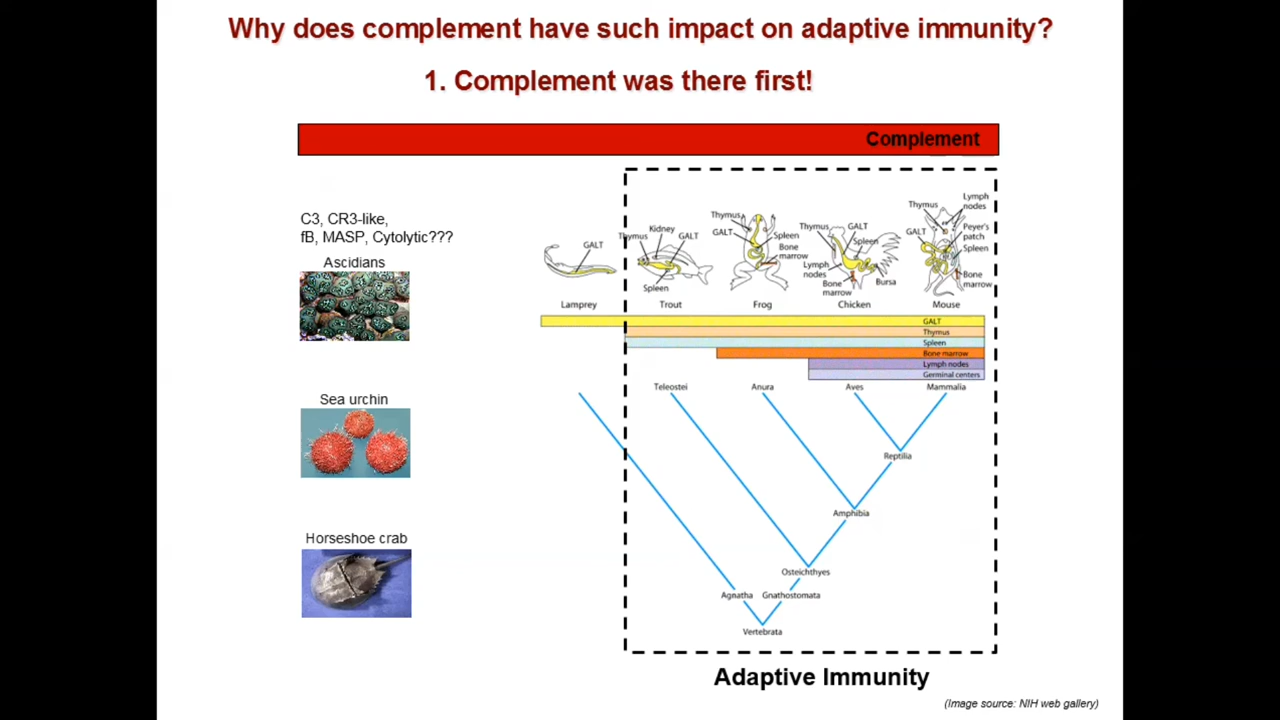 Why does complement have such impact on adaptive immunity?
1. Complement was there first!
Complement
C3, CR3-like,
fB, MASP, Cytolytic???
Ascidians
Sea urchin
Horseshoe crab
GALT
Lamprey
Thymus
Kidney
GALT
Spleen
Trout
Thymus
GALT
Spleen
Bone
marrow
Frog
Thymus
GALT
Spleen
Lymph
nodes
Bone
marrow
Bursa
Chicken
Thymus
Lymph
nodes
GALT
Peyer's
patch
Spleen
Bone
marrow
Mouse
GALT
Thymus
Spleen
Bone marrow
Lymph nodes
Germinal centers
Teleostei
Anura
Aves
Mammalia
Reptilia
Amphibia
Osteichthyes
Agnatha
Gnathostomata
Vertebrata
Adaptive Immunity
(Image source: NIH web gallery)